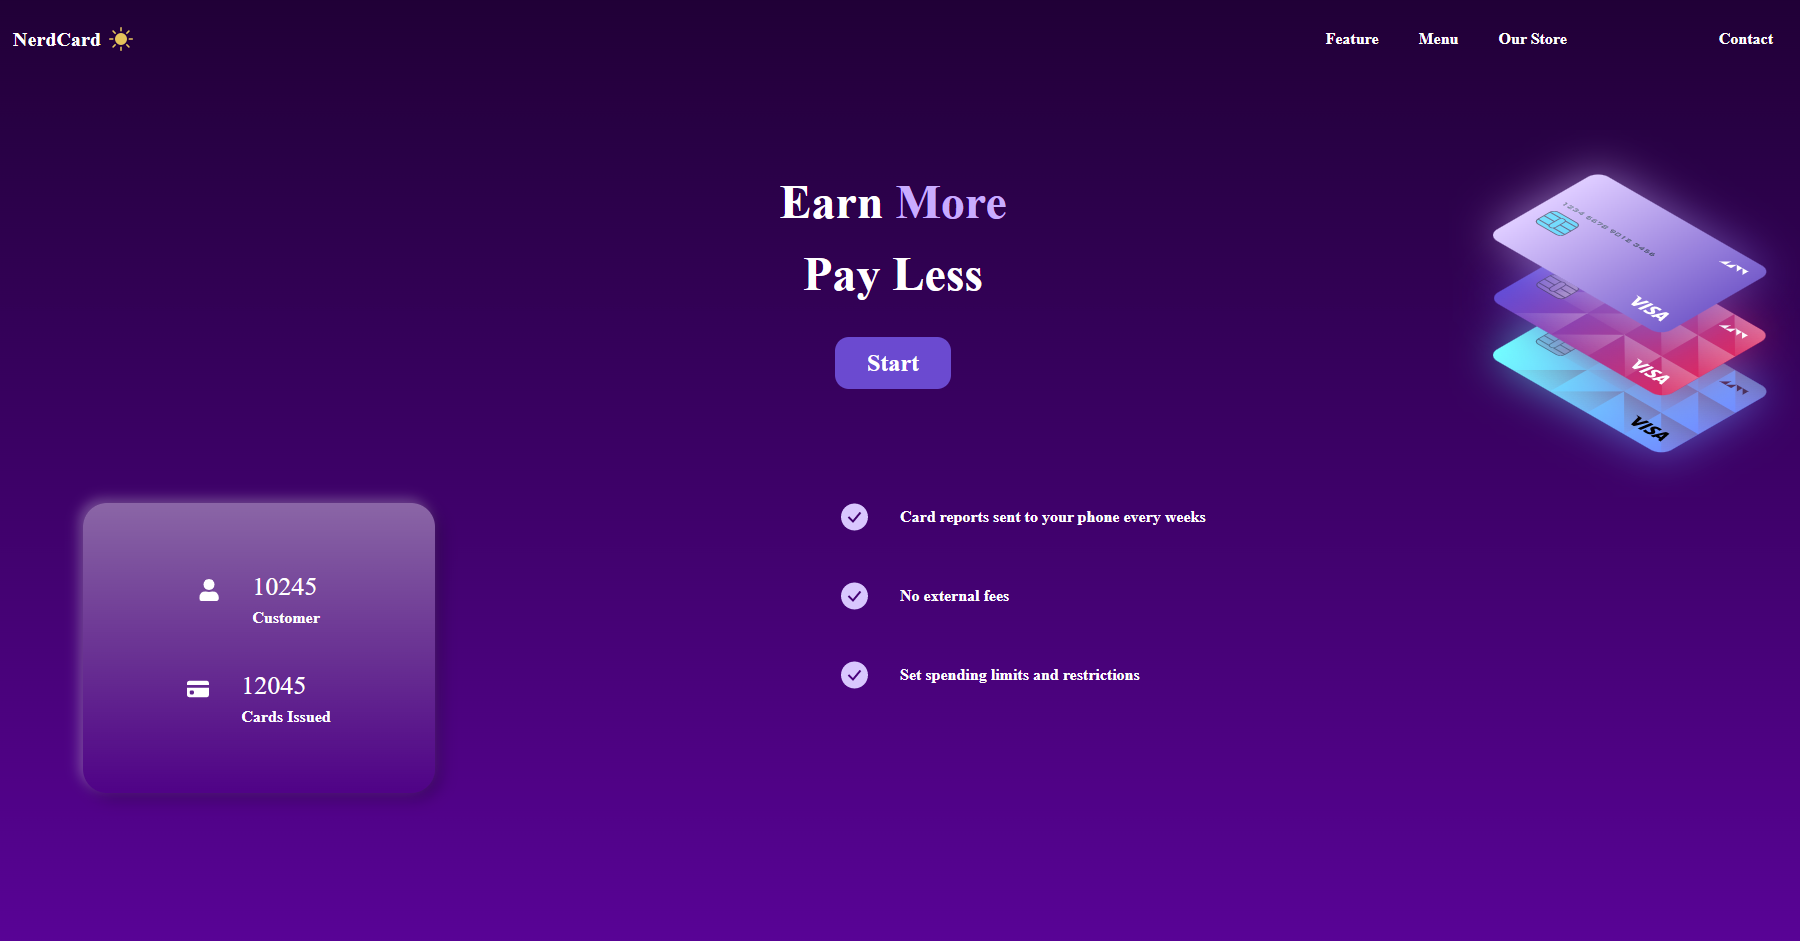 NerdCard
Feature Menu Our Store Contact
Earn More
Pay Less
Start
1234 5678 9012 3456
VISA
VISA
VISA
10245
Customer
12045
Cards Issued
Card reports sent to your phone every weeks
No external fees
Set spending limits and restrictions